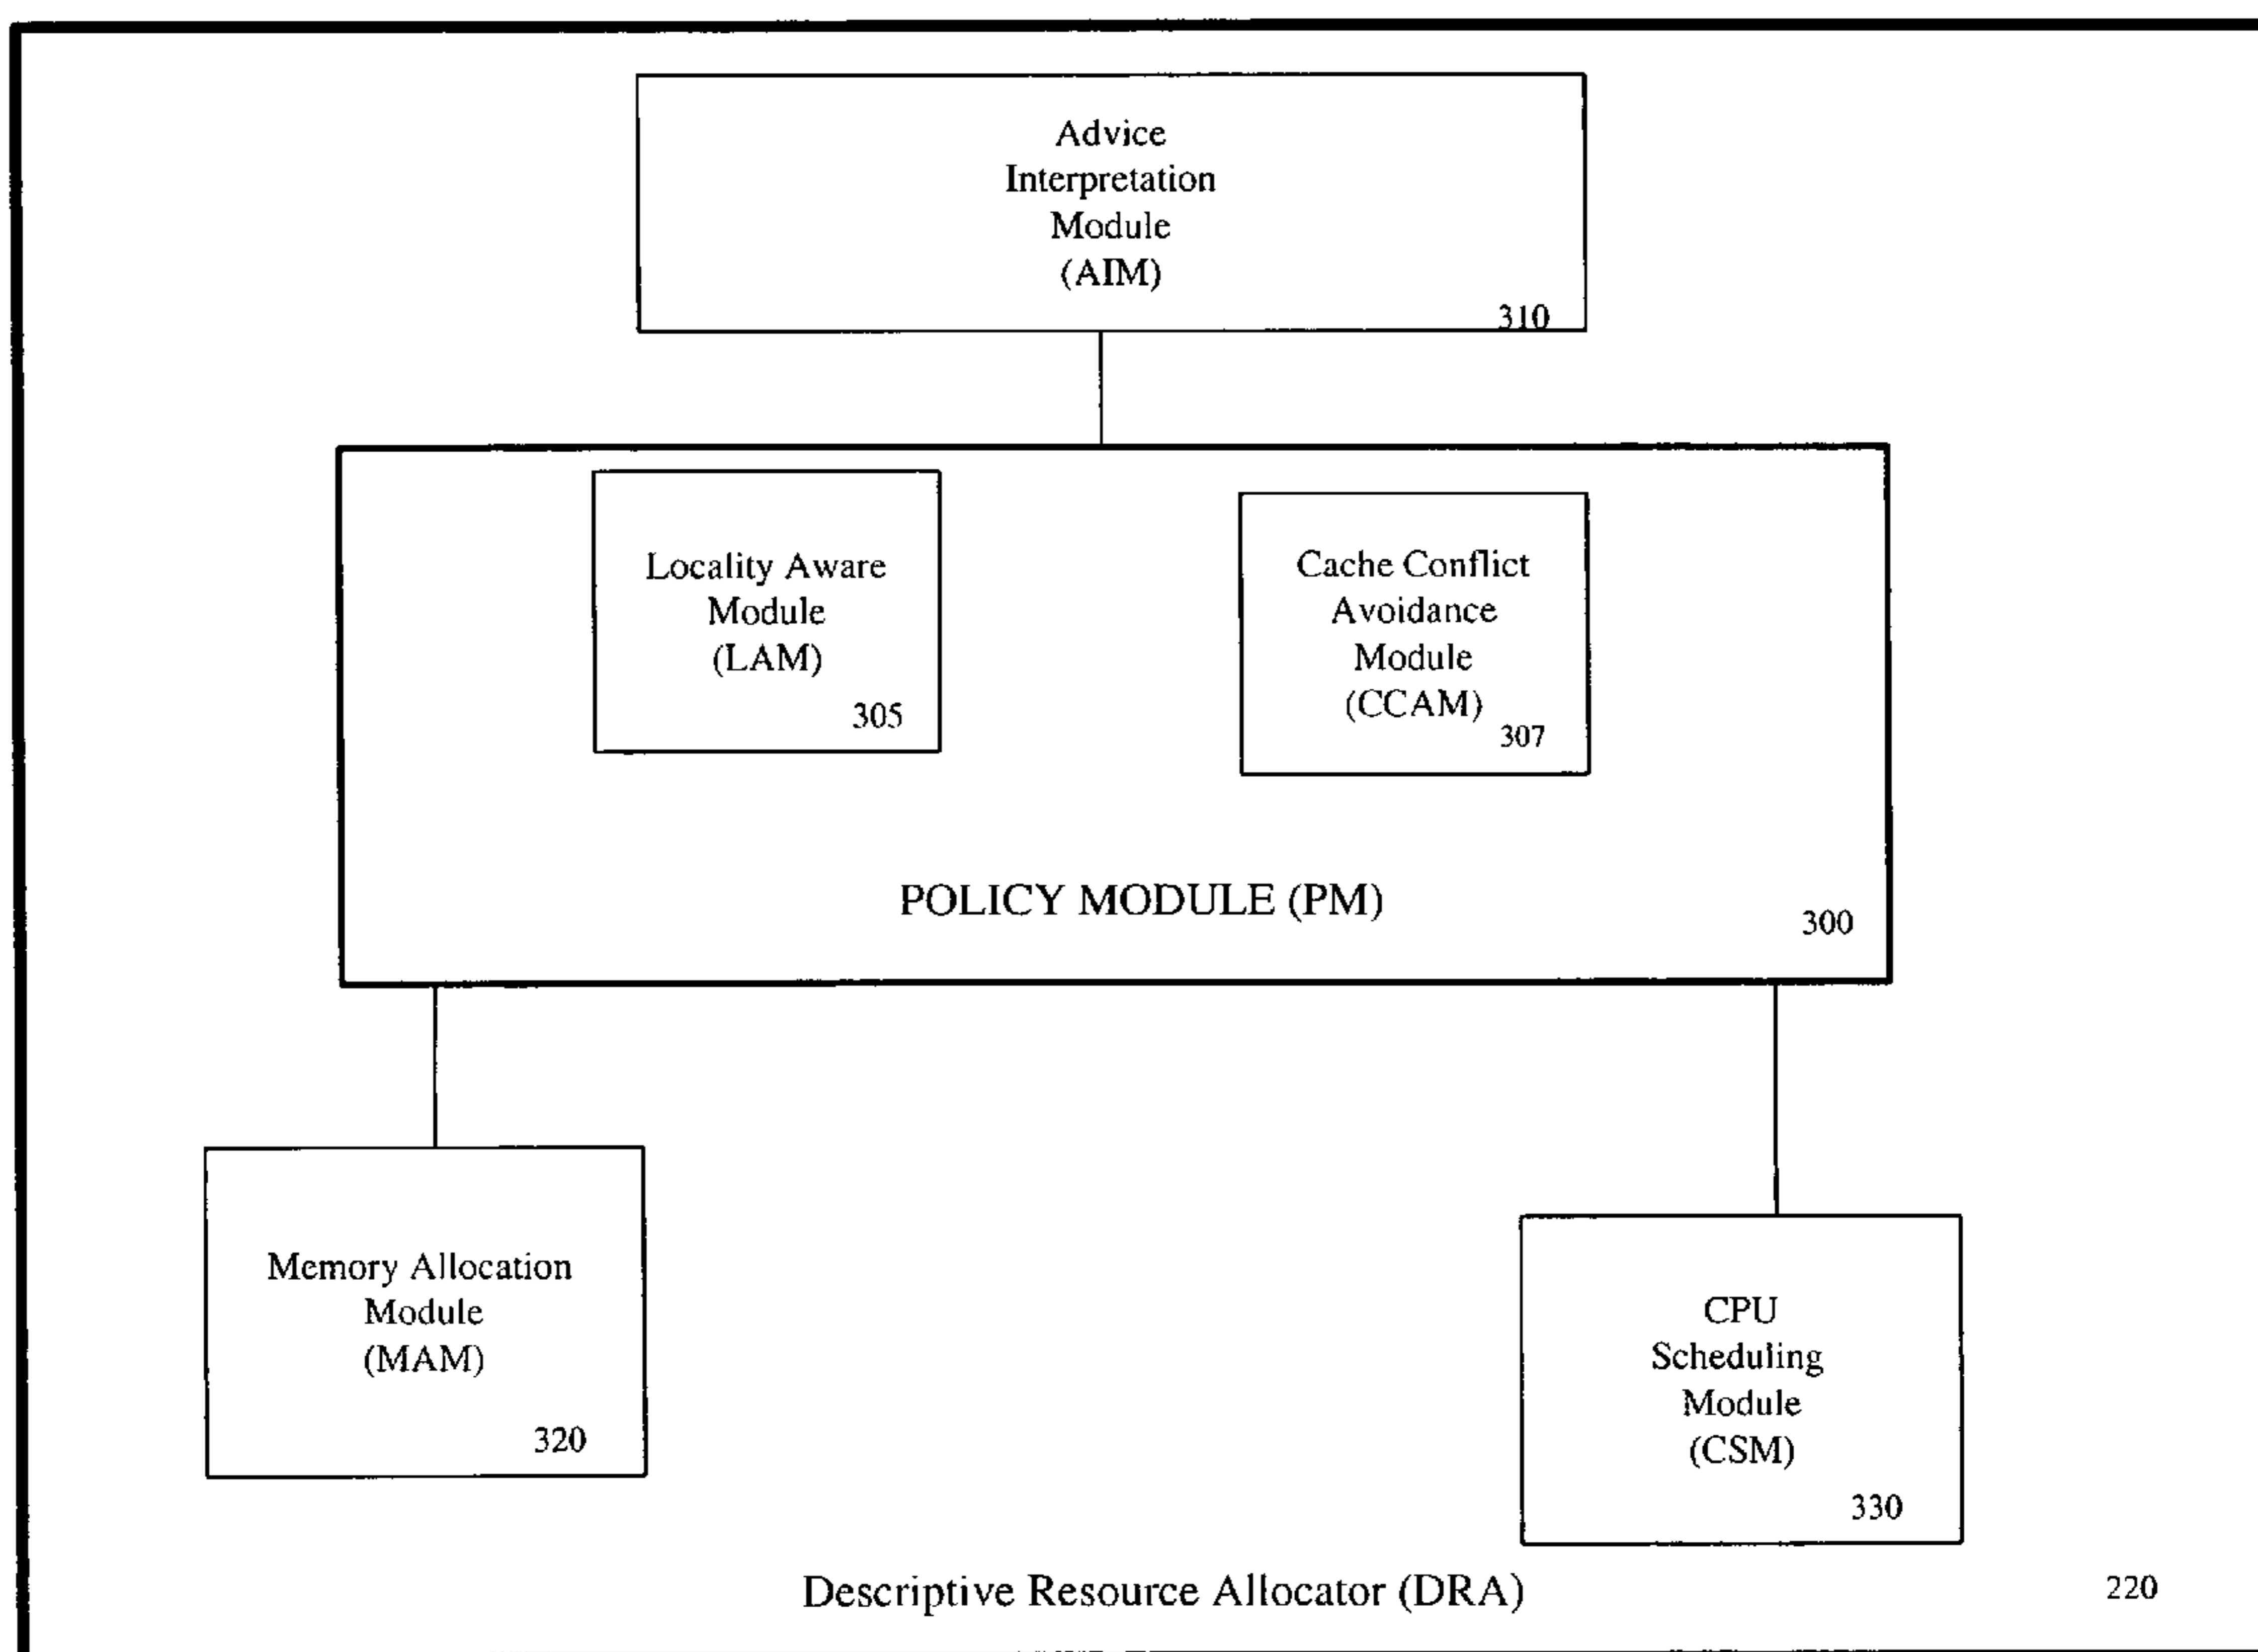 Advice
Interpretation
Module
(AIM)
310
Locality Aware
Module
(LAM)
305
Cache Conflict
Avoidance
Module
(CCAM)
307
POLICY MODULE (PM)
300
Memory Allocation
Module
(MAM)
320
CPU
Scheduling
Module
(CSM)
330
Descriptive Resource Allocator (DRA)
220